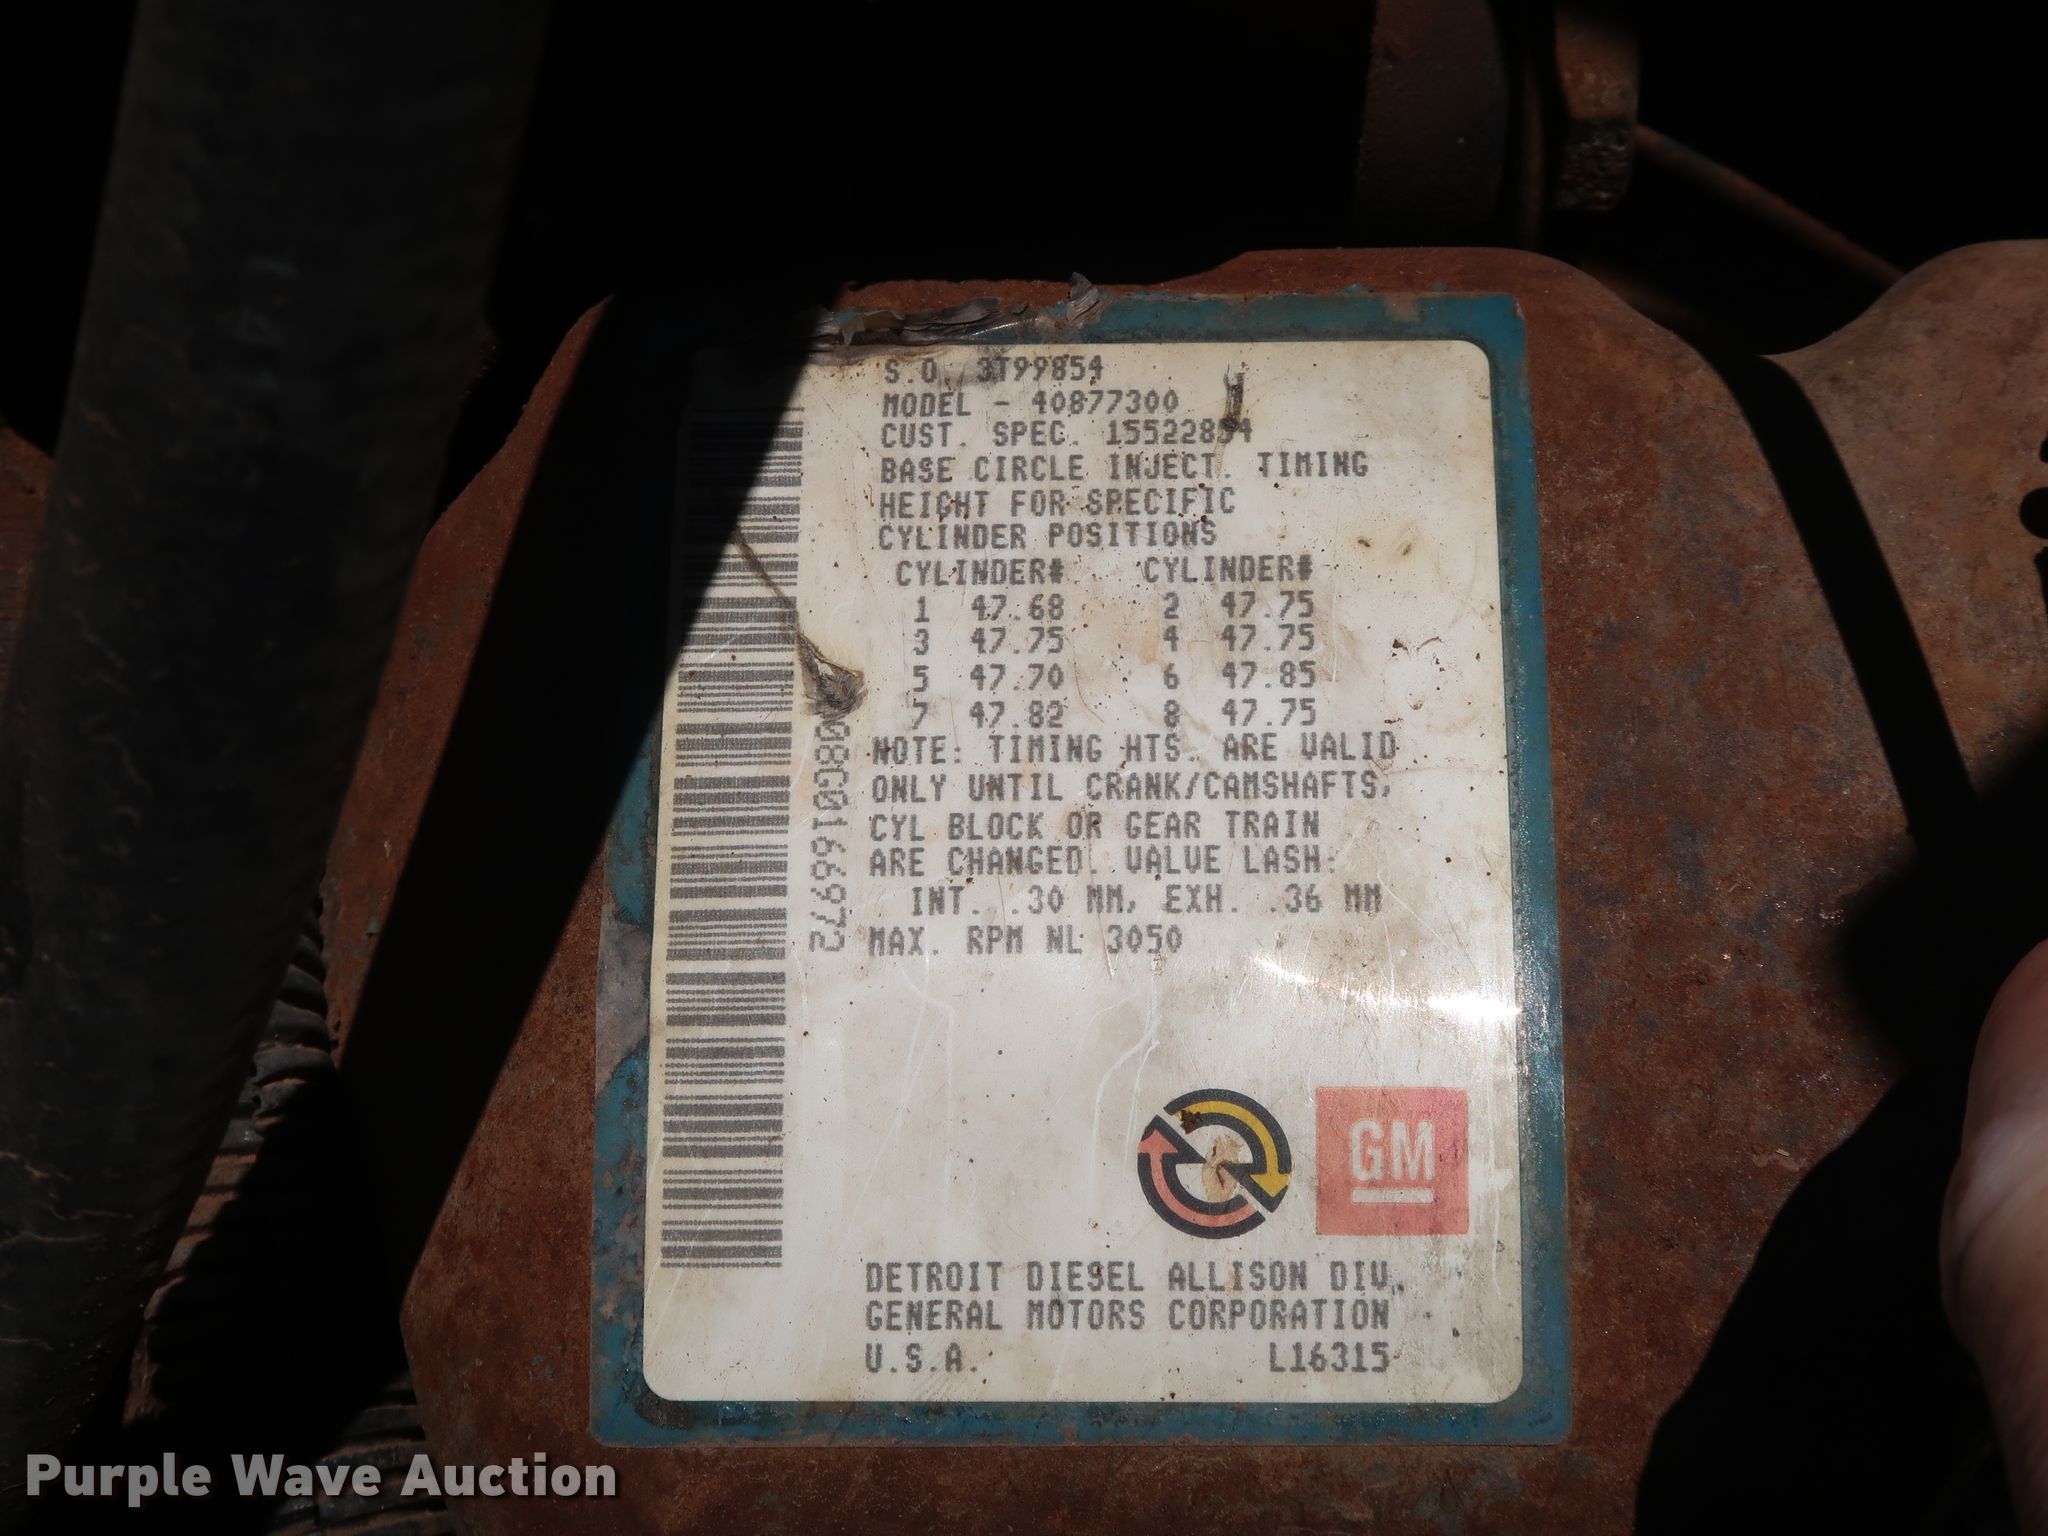 S.O. 3T99854
MODEL - 40877300
CUST. SPEC. 15522854
BASE CIRCLE INJECT. TIMING
HEIGHT FOR SPECIFIC
CYLINDER POSITIONS
CYLINDER# CYLINDER#
1 47.68 2 47.75
3 47.75 4 47.75
5 47.70 6 47.85
7 47.82 8 47.75
NOTE: TIMING HTS. ARE VALID
ONLY UNTIL CRANK/CAMSHAFTS,
CYL BLOCK OR GEAR TRAIN
ARE CHANGED. VALVE LASH:
INT. .30 MM, EXH. .36 MM
MAX. RPM NL 3050
08G0166972
GM
DETROIT DIESEL ALLISON DIV.
GENERAL MOTORS CORPORATION
U.S.A. L16315
Purple Wave Auction